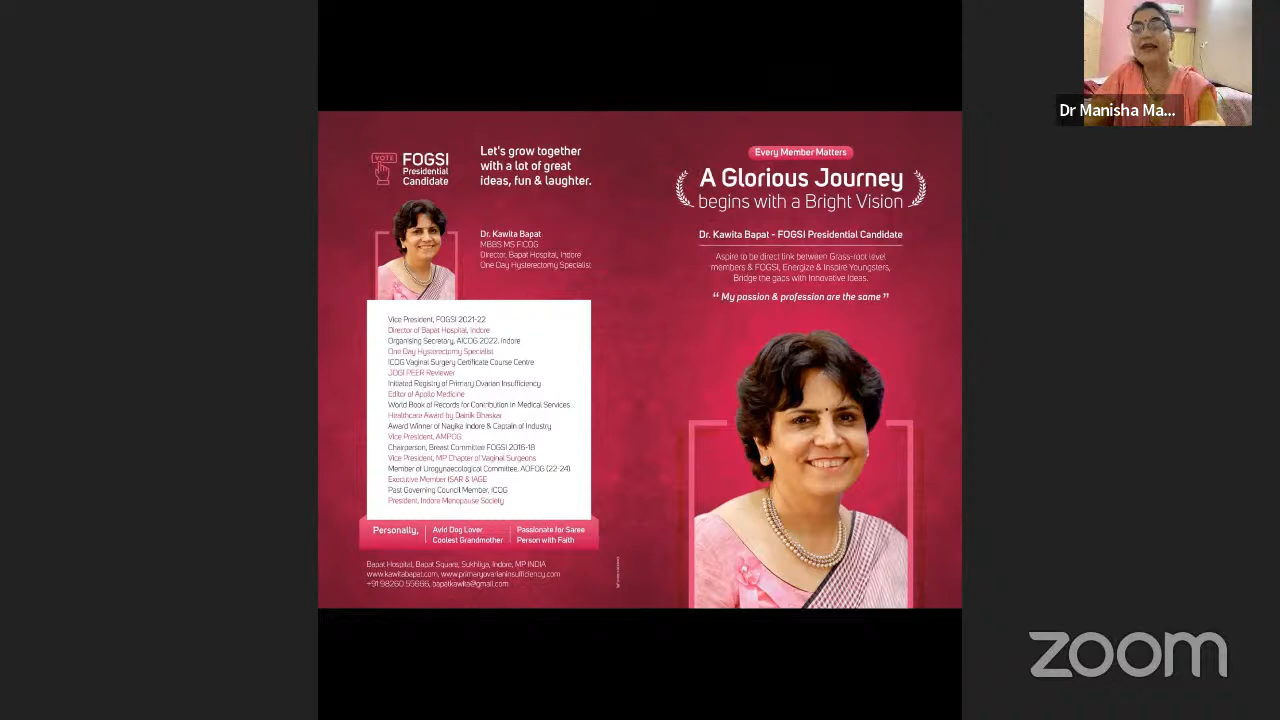 VOTE
FOGSI
Presidential
Candidate
Let's grow together
with a lot of great
ideas, fun & laughter.
Dr. Kawita Bapat
MBBS MS FICOG
Director, Bapat Hospital, Indore
One Day Hysterectomy Specialist
Vice President, FOGSI 2021-22
Director of Bapat Hospital, Indore
Organising Secretary, AICOG 2022, Indore
One Day Hysterectomy Specialist
ICOG Vaginal Surgery Certificate Course Centre
JOGI PEER Reviewer
Initiated Registry of Primary Ovarian Insufficiency
Editor of Apollo Medicine
World Book of Records for Contribution in Medical Services
Healthcare Award by Dainik Bhaskar
Award Winner of Nayika Indore & Captain of Industry
Vice President, AMPOG
Chairperson, Breast Committee FOGSI 2016-18
Vice President, MP Chapter of Vaginal Surgeons
Member of Urogynaecological Committee, AOFOG (22-24)
Executive Member ISAR & IAGE
Past Governing Council Member, ICOG
President, Indore Menopause Society
Personally,
Avid Dog Lover
Coolest Grandmother
Passionate for Saree
Person with Faith
Bapat Hospital, Bapat Square, Sukhliya, Indore, MP INDIA
www.kawitabapat.com, www.primaryovarianinsufficiency.com
+91 98260 55666, bapatkawita@gmail.com
Every Member Matters
A Glorious Journey
begins with a Bright Vision
Dr. Kawita Bapat - FOGSI Presidential Candidate
Aspire to be direct link between Grass-root level
members & FOGSI, Energize & Inspire Youngsters,
Bridge the gaps with Innovative Ideas.
“ My passion & profession are the same ”
Dr Manisha Ma...
zoom